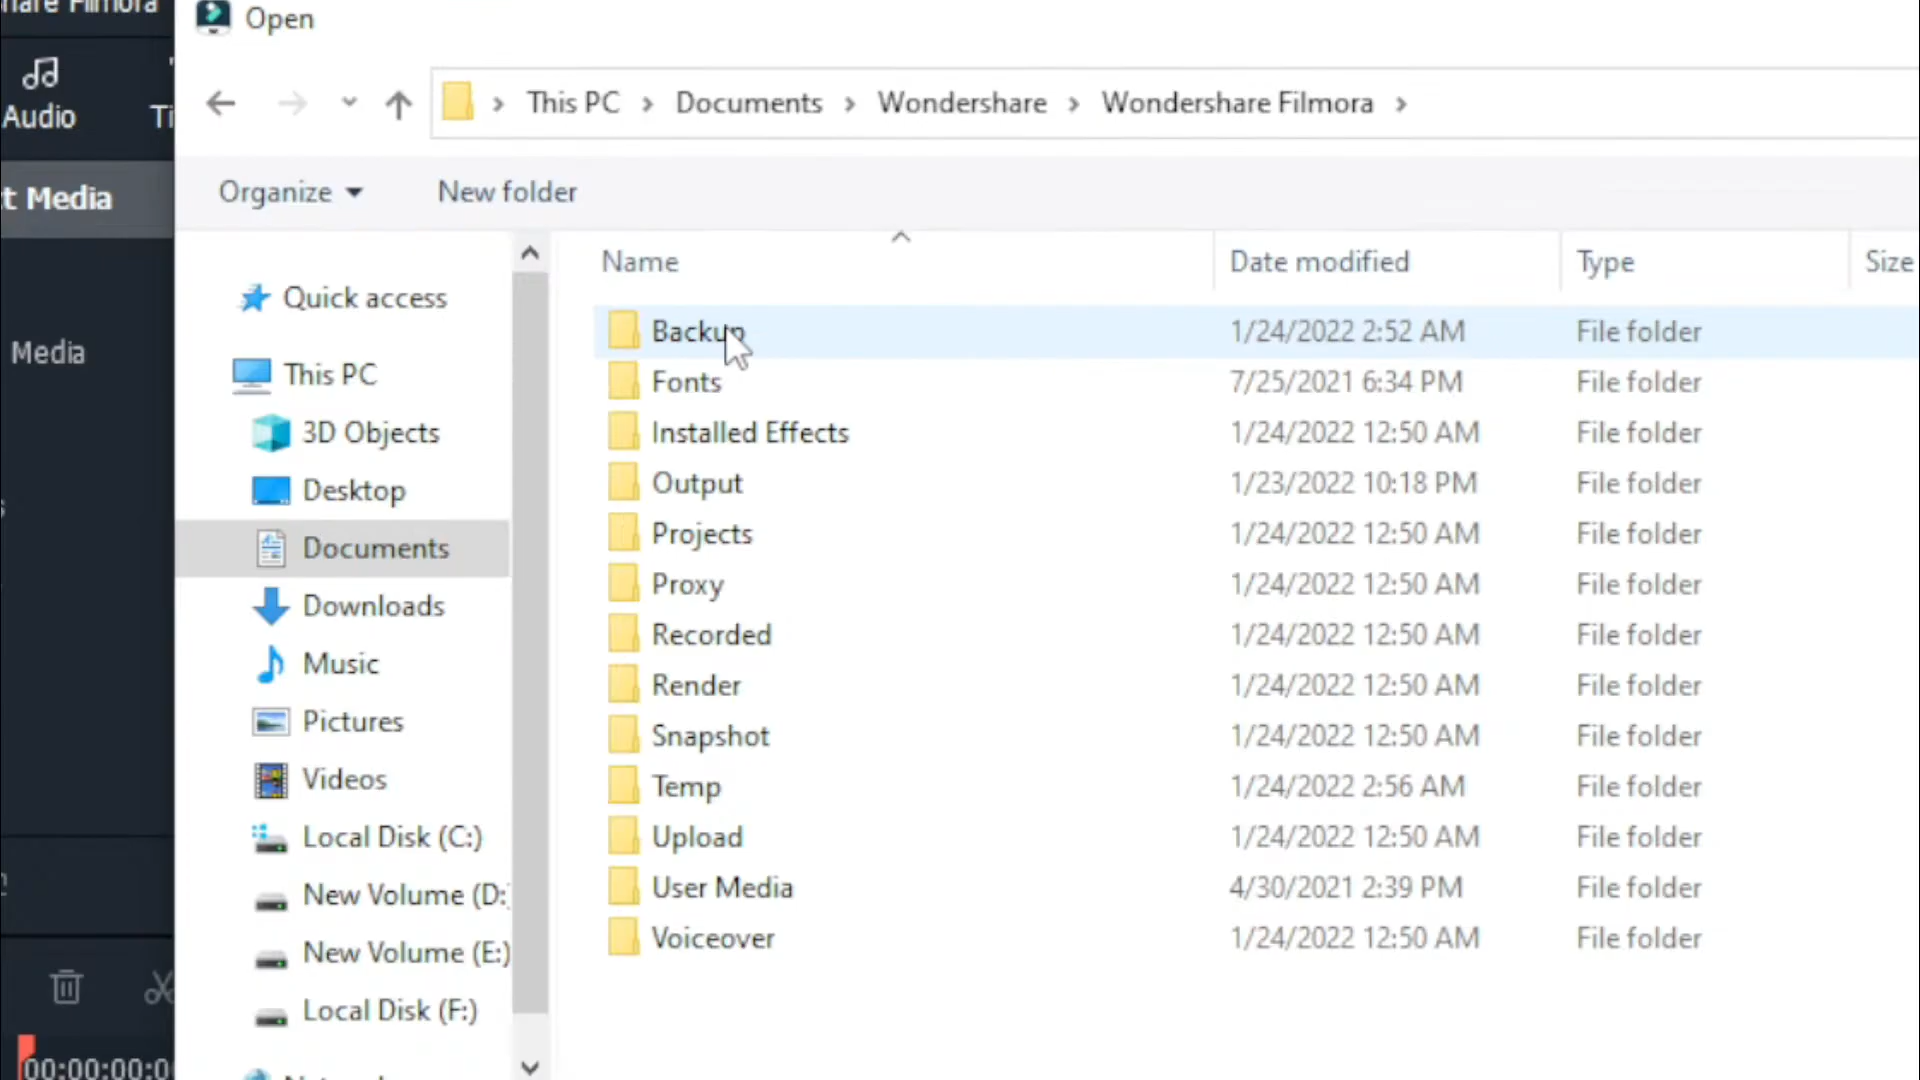 Open
Audio
This PC > Documents > Wondershare > Wondershare Filmora >
Organize
New folder
t Media
Name
Date modified
Type
Size
Quick access
Media
This PC
3D Objects
Desktop
Documents
Downloads
Music
Pictures
Videos
Local Disk (C:)
New Volume (D:
New Volume (E:)
Local Disk (F:)
Backup 1/24/2022 2:52 AM File folder
Fonts 7/25/2021 6:34 PM File folder
Installed Effects 1/24/2022 12:50 AM File folder
Output 1/23/2022 10:18 PM File folder
Projects 1/24/2022 12:50 AM File folder
Proxy 1/24/2022 12:50 AM File folder
Recorded 1/24/2022 12:50 AM File folder
Render 1/24/2022 12:50 AM File folder
Snapshot 1/24/2022 12:50 AM File folder
Temp 1/24/2022 2:56 AM File folder
Upload 1/24/2022 12:50 AM File folder
User Media 4/30/2021 2:39 PM File folder
Voiceover 1/24/2022 12:50 AM File folder
00:00:00:0